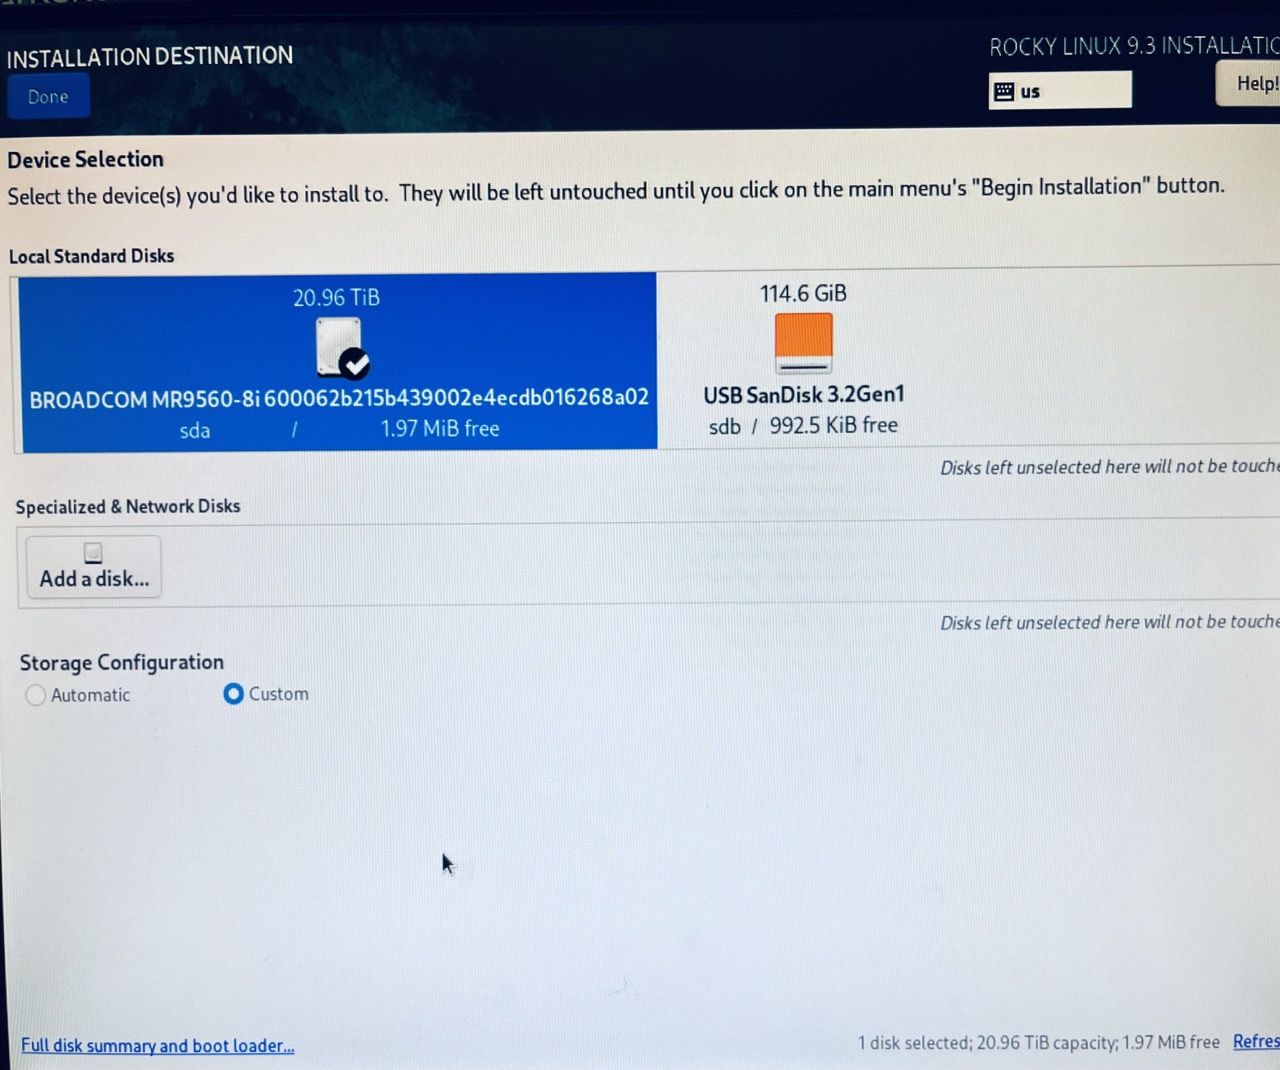 INSTALLATION DESTINATION
ROCKY LINUX 9.3 INSTALLATIO
Done
us
Help!
Device Selection
Select the device(s) you'd like to install to. They will be left untouched until you click on the main menu's "Begin Installation" button.
Local Standard Disks
20.96 TiB
BROADCOM MR9560-8i 600062b215b439002e4ecdb016268a02
sda / 1.97 MiB free
114.6 GiB
USB SanDisk 3.2Gen1
sdb / 992.5 KiB free
Disks left unselected here will not be touche
Specialized & Network Disks
Add a disk...
Disks left unselected here will not be touche
Storage Configuration
Automatic
Custom
Full disk summary and boot loader...
1 disk selected; 20.96 TiB capacity; 1.97 MiB free Refres